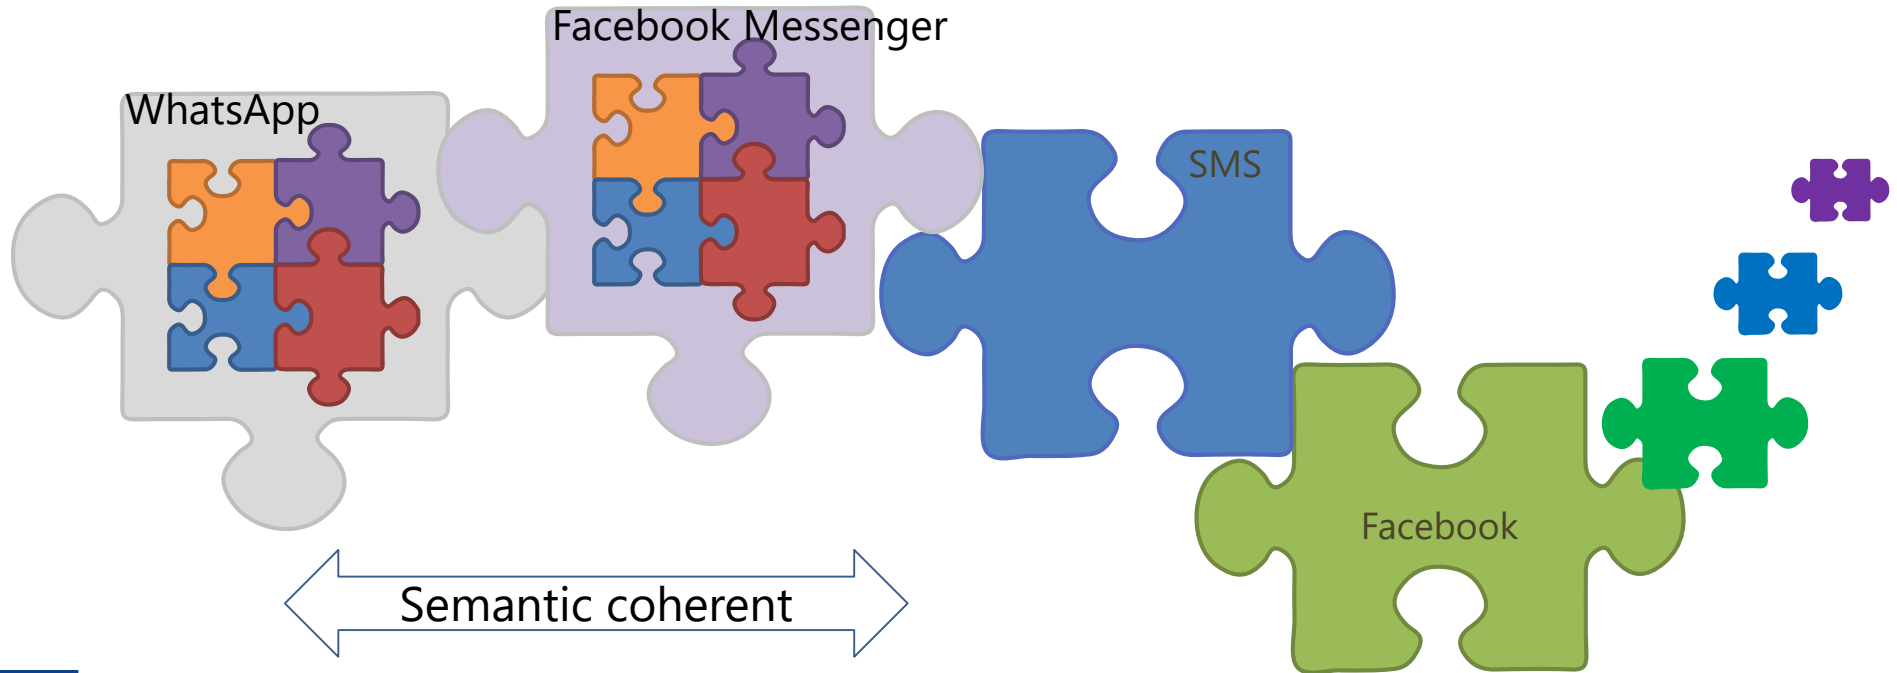 Facebook Messenger
WhatsApp
SMS
Facebook
Semantic coherent